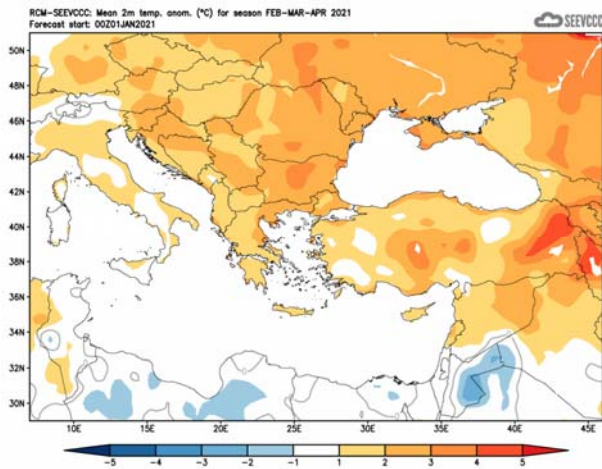 RCM-SEEVCCC: Mean 2m temp. anom. (°C) for season FEB-MAR-APR 2021
Forecast start: 00Z01JAN2021
SEEVCCC
50N
48N
46N
44N
42N
40N
38N
36N
34N
32N
30N
10E 15E 20E 25E 30E 35E 40E 45E
-5 -4 -3 -2 -1 1 2 3 4 5